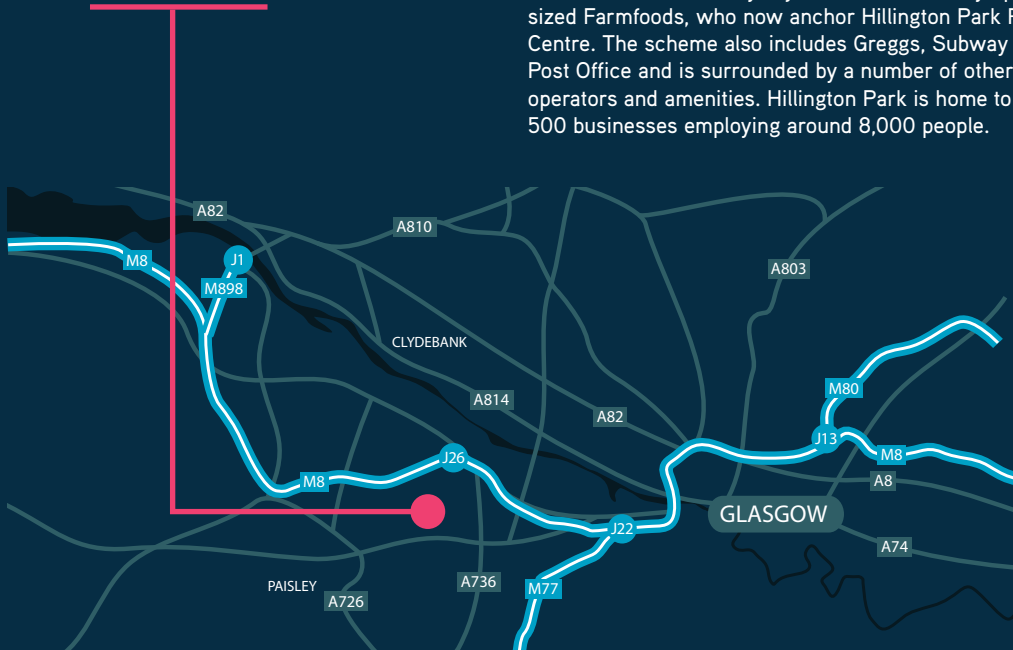 sized Farmfoods, who now anchor Hillington Park
Centre. The scheme also includes Greggs, Subway
Post Office and is surrounded by a number of other
operators and amenities. Hillington Park is home to
500 businesses employing around 8,000 people.
A82
A810
M8
J1
A803
M898
CLYDEBANK
M80
A814
A82
J13
J26
M8
M8
A8
GLASGOW
J22
A74
PAISLEY
A736
M77
A726